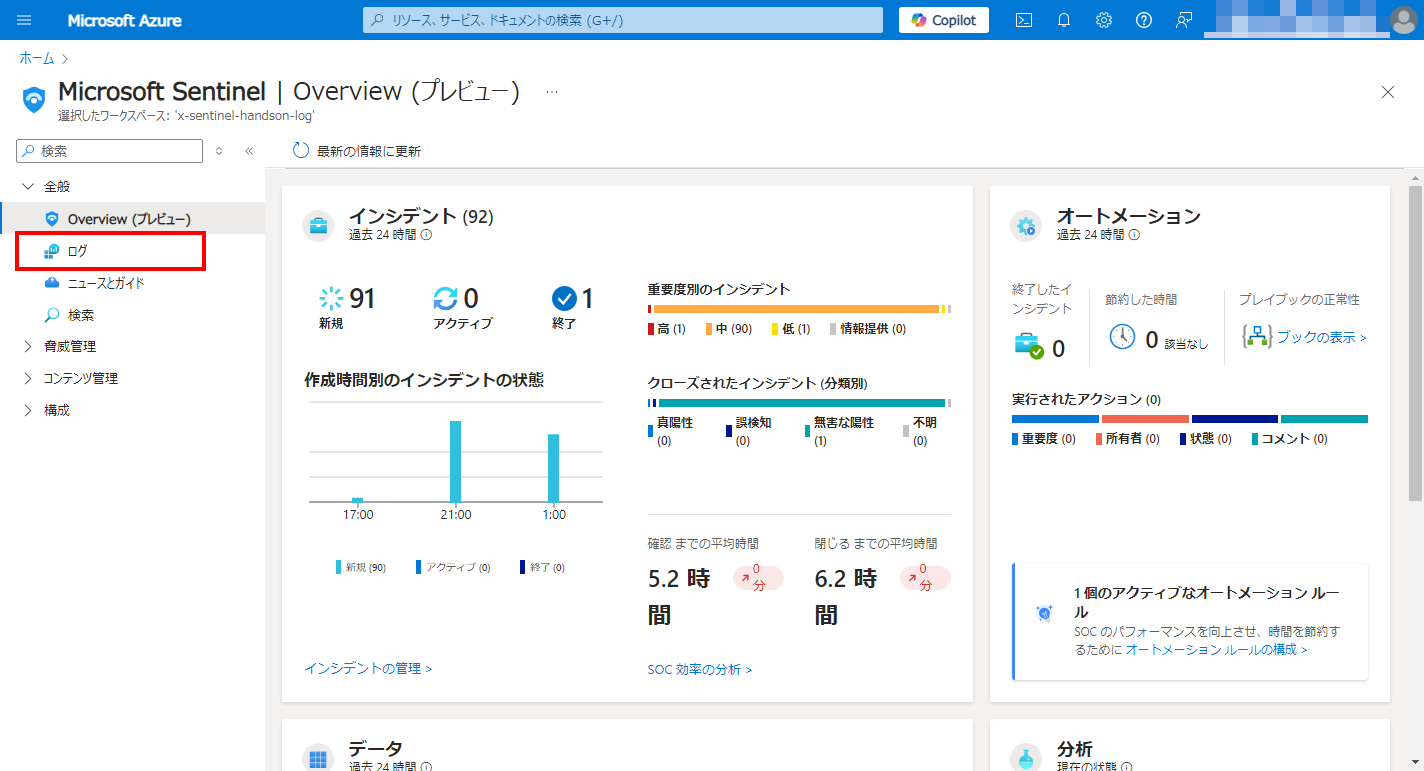 Microsoft Azure
リソース、サービス、ドキュメントの検索 (G+/)
Copilot
ホーム >
Microsoft Sentinel | Overview (プレビュー) ...
選択したワークスペース: 'x-sentinel-handson-log'
検索
最新の情報に更新
全般
Overview (プレビュー)
ログ
ニュースとガイド
検索
脅威管理
コンテンツ管理
構成
インシデント (92)
過去 24 時間
91
新規
0
アクティブ
1
終了
作成時間別のインシデントの状態
17:00 21:00 1:00
新規 (90) アクティブ (0) 終了 (0)
インシデントの管理 >
重要度別のインシデント
高 (1) 中 (90) 低 (1) 情報提供 (0)
クローズされたインシデント (分類別)
真陽性
(0)
誤検知
(0)
無害な陽性
(1)
不明
(0)
確認 までの平均時間
5.2 時
間
0
分
閉じる までの平均時間
6.2 時
間
0
分
SOC 効率の分析 >
オートメーション
過去 24 時間
終了したイ
ンシデント
0
節約した時間
0 該当なし
プレイブックの正常性
ブックの表示 >
実行されたアクション (0)
重要度 (0) 所有者 (0) 状態 (0) コメント (0)
1 個のアクティブなオートメーション ルー
ル
SOC のパフォーマンスを向上させ、時間を節約す
るために オートメーション ルールの構成 >
データ
過去 24 時間
分析
現在の状態